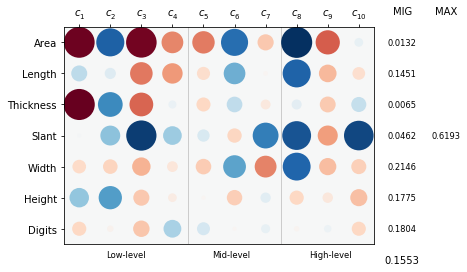 c1 c2 c3 c4 c5 c6 c7 c8 c9 c10 MIG MAX
Area 0.0132
Length 0.1451
Thickness 0.0065
Slant 0.0462 0.6193
Width 0.2146
Height 0.1775
Digits 0.1804
Low-level Mid-level High-level 0.1553